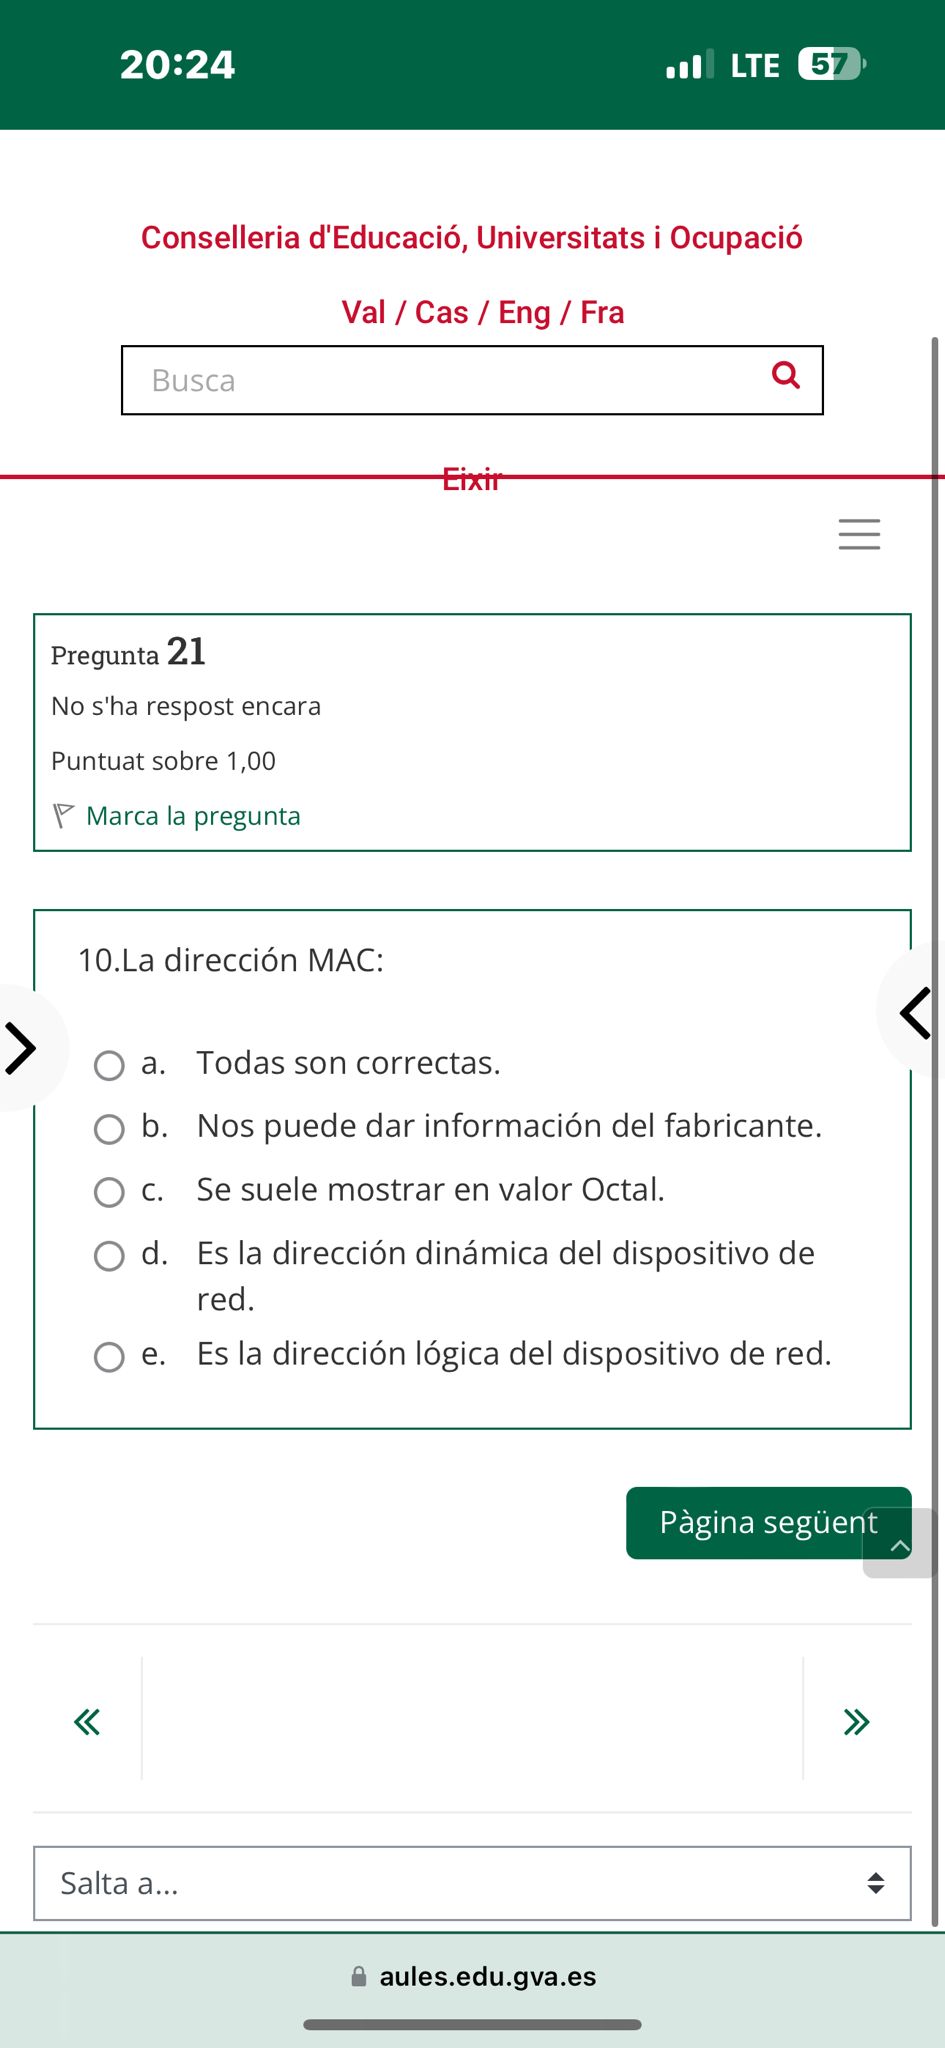 20:24
LTE
57
Conselleria d'Educació, Universitats i Ocupació
Val / Cas / Eng / Fra
Busca
Eixir
Pregunta 21
No s'ha respost encara
Puntuat sobre 1,00
Marca la pregunta
10.La dirección MAC:
a. Todas son correctas.
b. Nos puede dar información del fabricante.
c. Se suele mostrar en valor Octal.
d. Es la dirección dinámica del dispositivo de
red.
e. Es la dirección lógica del dispositivo de red.
Pàgina següent
Salta a...
aules.edu.gva.es